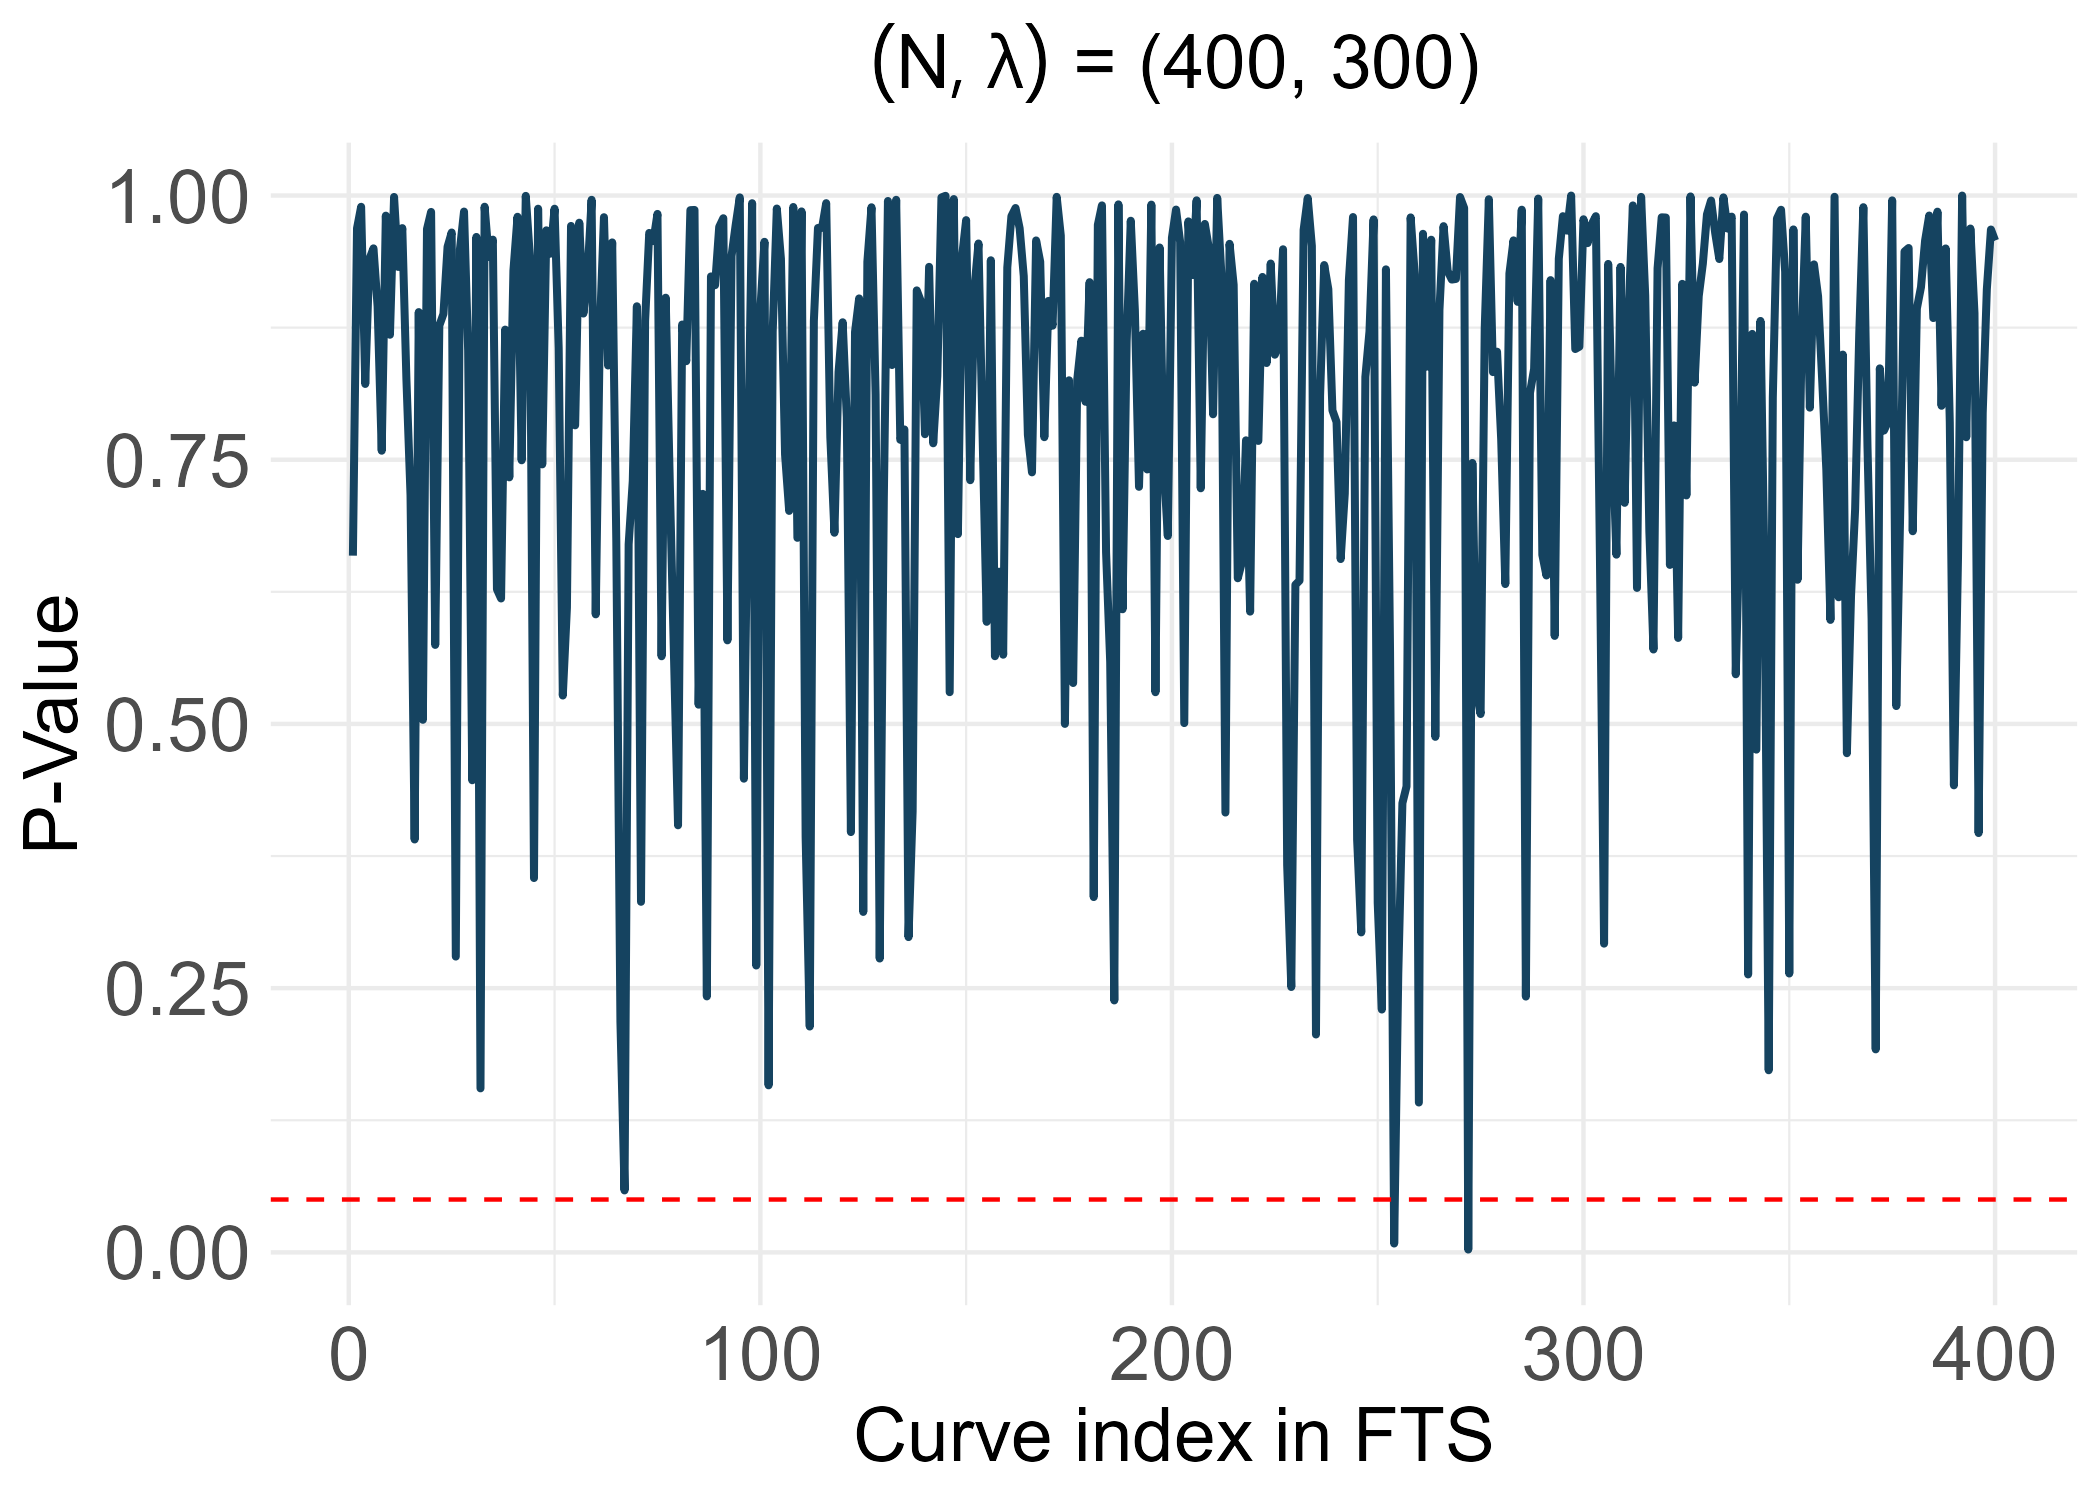 (N, λ) = (400, 300)
P-Value
1.00
0.75
0.50
0.25
0.00
0 100 200 300 400
Curve index in FTS